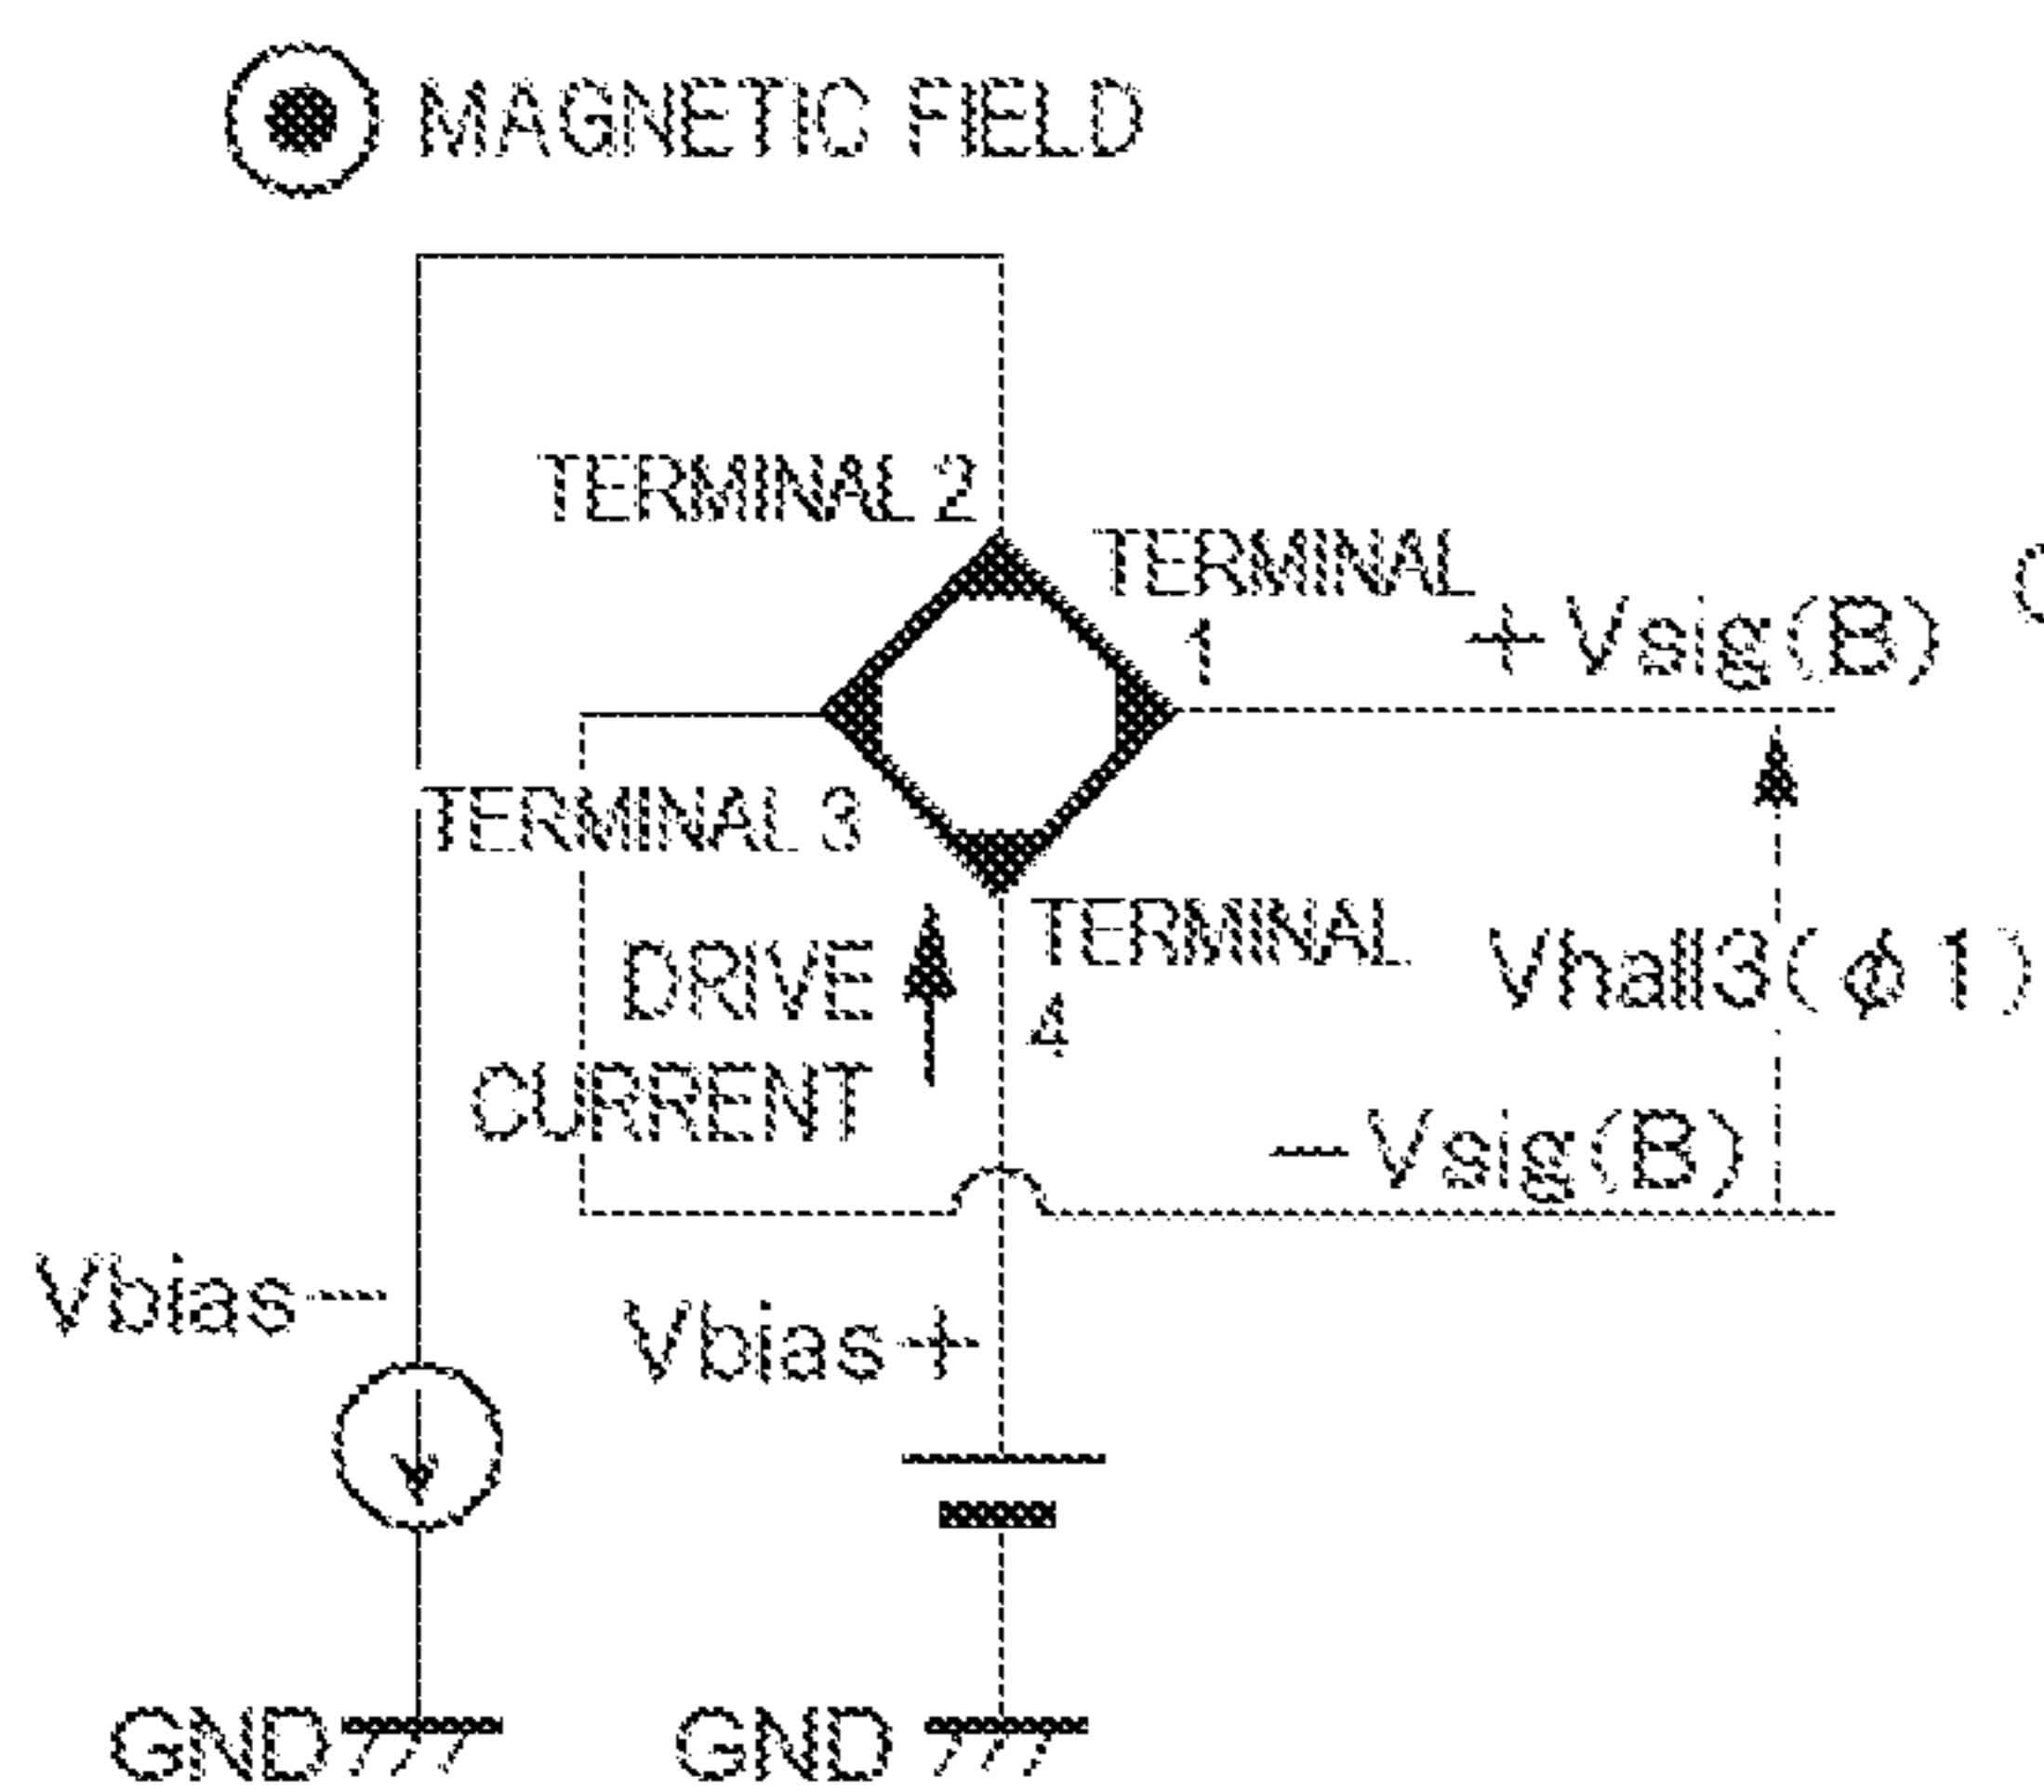 MAGNETIC FIELD
TERMINAL 2
TERMINAL
1
+Vsig(B)
TERMINAL 3
TERMINAL
4
DRIVE
CURRENT
Vhall3(ϕ1)
−Vsig(B)
Vbias−
Vbias+
GND
GND